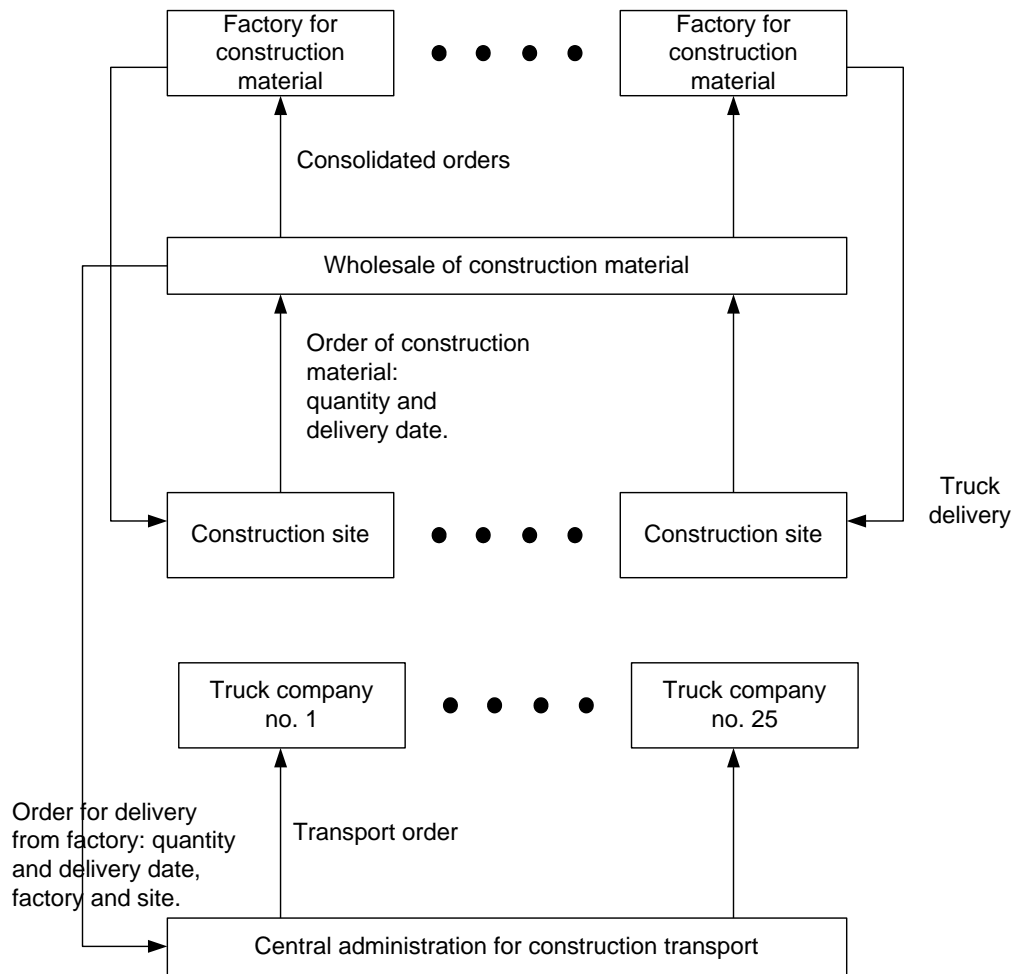 Factory for
construction
material
Factory for
construction
material
Consolidated orders
Wholesale of construction material
Order of construction
material:
quantity and
delivery date.
Construction site
Construction site
Truck
delivery
Truck company
no. 1
Truck company
no. 25
Order for delivery
from factory: quantity
and delivery date,
factory and site.
Transport order
Central administration for construction transport